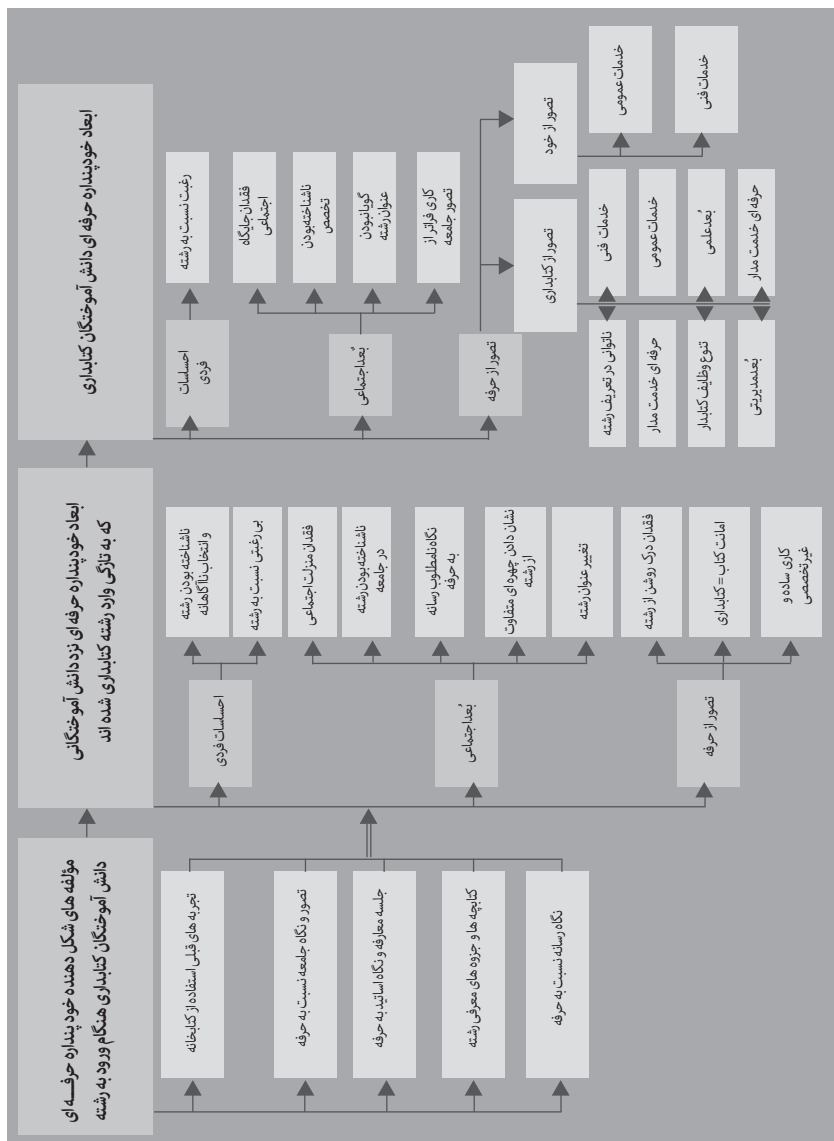 مؤلفه های شکل دهنده خود پنداره حرفـــه ای
دانش آموختگان کتابداری هنگام ورود به رشته
تجربه های قبلی استفاده از کتابخانه
تصور و نگاه جامعه نسبت به حرفه
جلسه معارفه و نگاه اساتید به حرفه
کتابچه ها و جزوه های معرفی رشته
نگاه رسانه نسبت به حرفه
ابعاد خودپنداره حرفه ای نزد دانش آموختگانی
که به تازگی وارد رشته کتابداری شده اند
احساسات فردی
ناشناخته بودن رشته
و انتخاب ناآگاهانه
بی رغبتی نسبت به رشته
بُعد اجتماعی
فقدان منزلت اجتماعی
ناشناخته بودن رشته
در جامعه
نگاه نامطلوب رسانه
به حرفه
نشان دادن چهره ای متفاوت
از رشته
تغییر عنوان رشته
تصور از حرفه
فقدان درک روشن از رشته
امانت کتاب = کتابداری
کاری ساده و
غیر تخصصی
ابعاد خودپنداره حرفه ای دانش آموختگان کتابداری
احساسات
فردی
رغبت نسبت به رشته
بُعد اجتماعی
فقدان جایگاه
اجتماعی
ناشناخته بودن
تخصص
گویا نبودن
عنوان رشته
کاری فراتر از
تصور جامعه
تصور از حرفه
تصور از کتابداری
ناتوانی در تعریف رشته
حرفه ای خدمت مدار
تنوع وظایف کتابدار
بُعد مدیریتی
خدمات فنی
خدمات عمومی
بُعد علمی
حرفه ای خدمت مدار
تصور از خود
خدمات عمومی
خدمات فنی